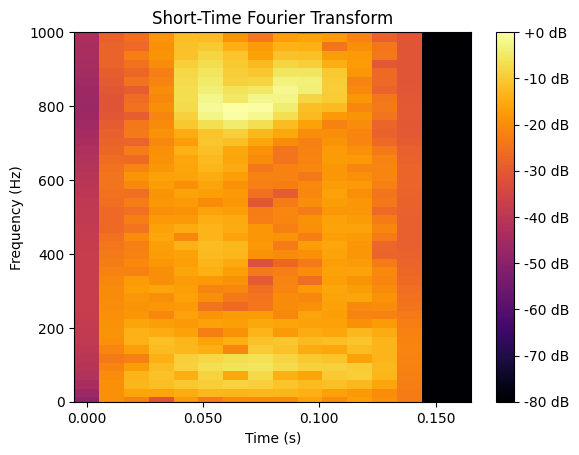 Short-Time Fourier Transform
1000
800
600
400
200
0
Frequency (Hz)
0.000
0.050
0.100
0.150
Time (s)
+0 dB
-10 dB
-20 dB
-30 dB
-40 dB
-50 dB
-60 dB
-70 dB
-80 dB